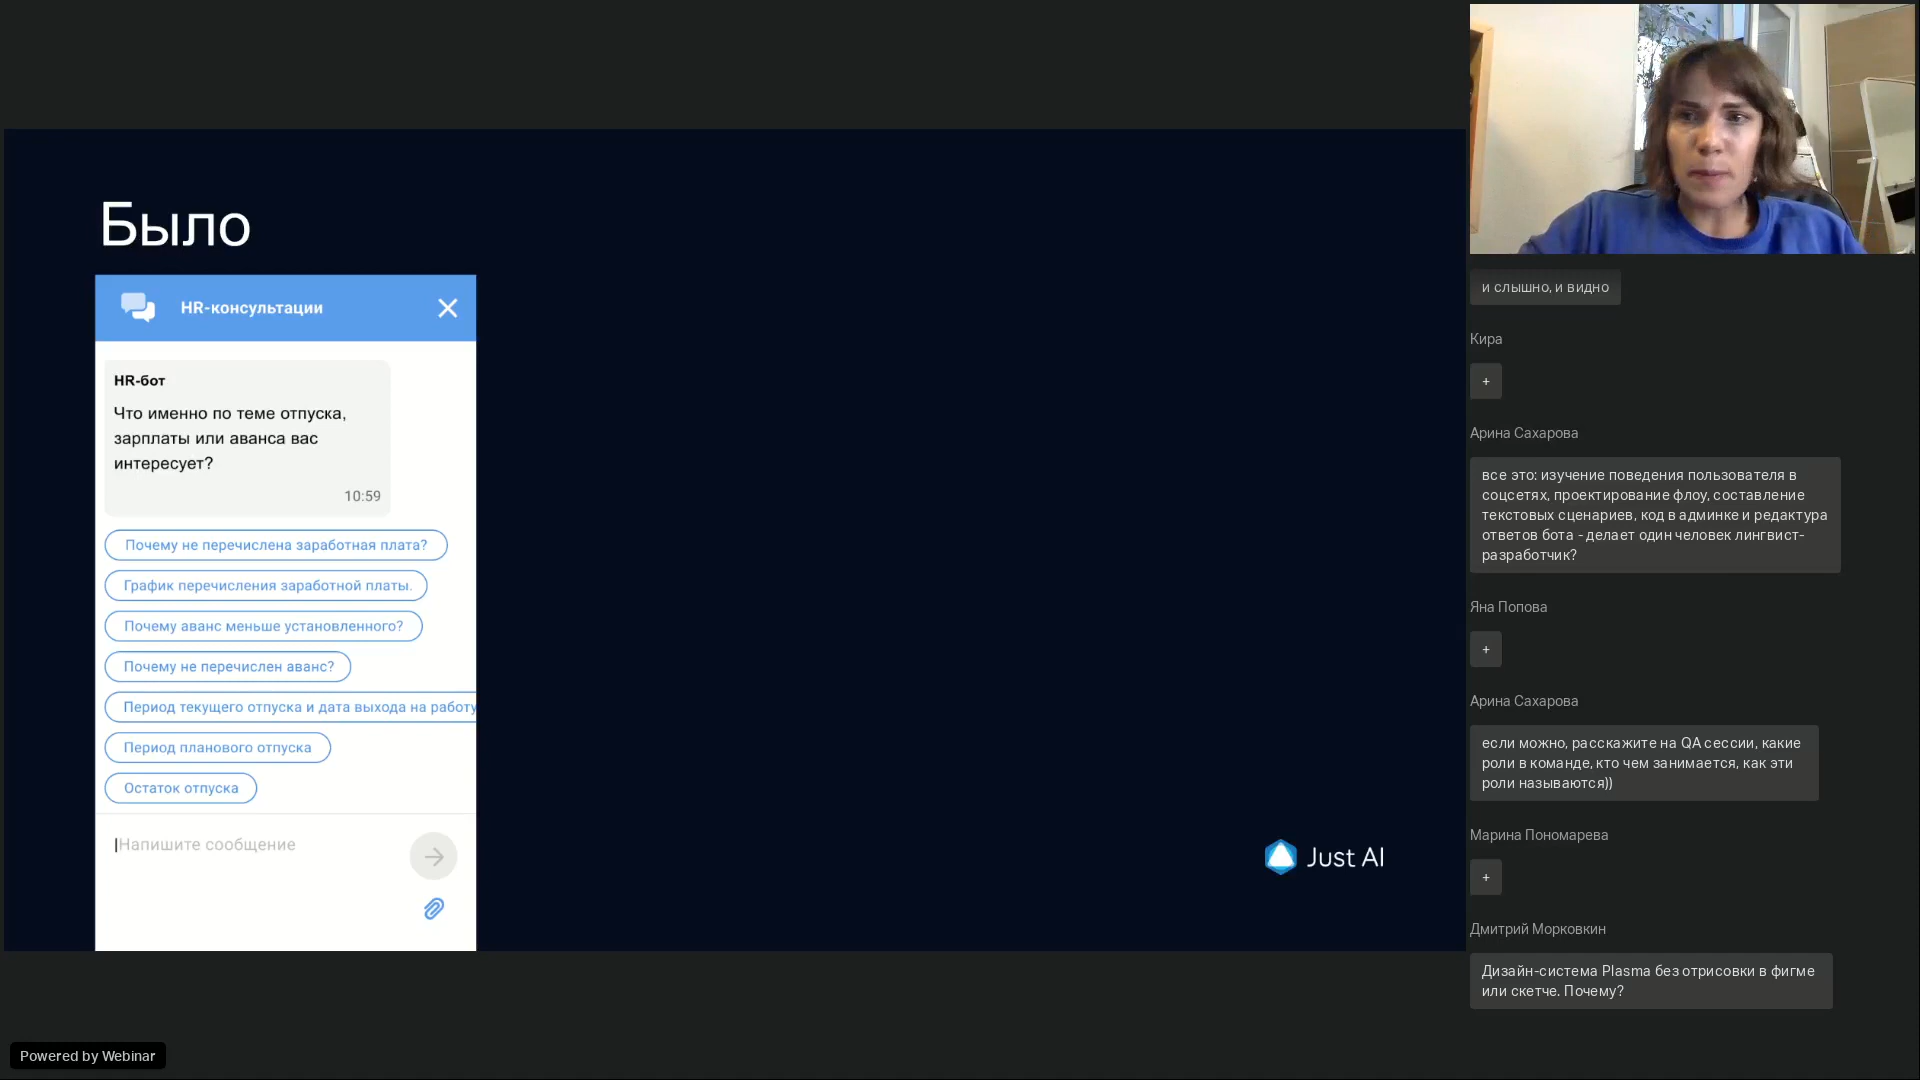 Было
HR-консультации
HR-бот
Что именно по теме отпуска,
зарплаты или аванса вас
интересует?
10:59
Почему не перечислена заработная плата?
График перечисления заработной платы.
Почему аванс меньше установленного?
Почему не перечислен аванс?
Период текущего отпуска и дата выхода на работу
Период планового отпуска
Остаток отпуска
Напишите сообщение
Just AI
Powered by Webinar
и слышно, и видно
Кира
+
Арина Сахарова
все это: изучение поведения пользователя в
соцсетях, проектирование флоу, составление
текстовых сценариев, код в админке и редактура
ответов бота - делает один человек лингвист-
разработчик?
Яна Попова
+
Арина Сахарова
если можно, расскажите на QA сессии, какие
роли в команде, кто чем занимается, как эти
роли называются))
Марина Пономарева
+
Дмитрий Морковкин
Дизайн-система Plasma без отрисовки в фигме
или скетче. Почему?